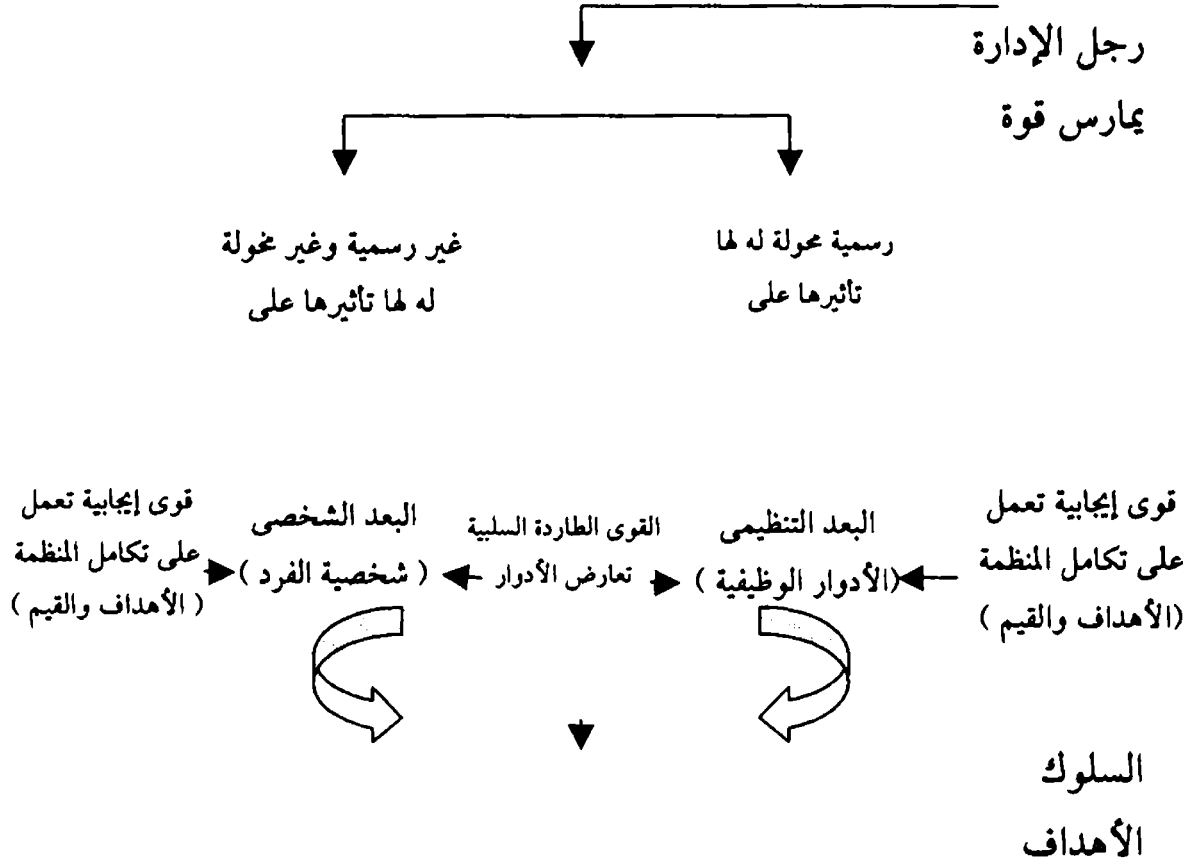 رجل الإدارة
يمارس قوة
رسمية محولة له لها
تأثيرها على
غير رسمية وغير مخولة
له لها تأثيرها على
قوى إيجابية تعمل
على تكامل المنظمة
(الأهداف والقيم )
البعد التنظيمى
(الأدوار الوظيفية )
القوى الطاردة السلبية
تعارض الأدوار
البعد الشخصى
( شخصية الفرد )
قوى إيجابية تعمل
على تكامل المنظمة
( الأهداف والقيم )
السلوك
الأهداف